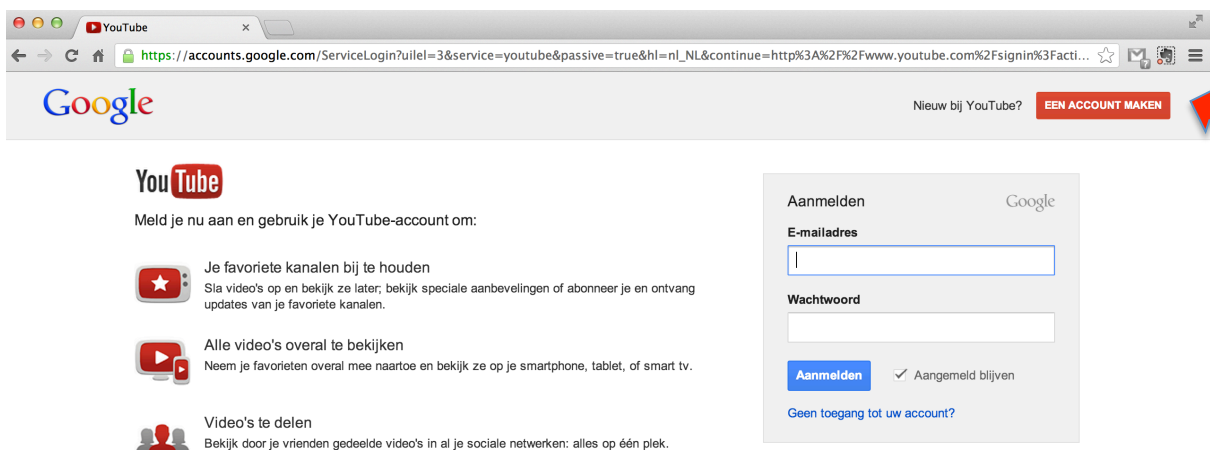 YouTube
https://accounts.google.com/ServiceLogin?uilel=3&service=youtube&passive=true&hl=nl_NL&continue=http%3A%2F%2Fwww.youtube.com%2Fsignin%3Facti...
Google
Nieuw bij YouTube? EEN ACCOUNT MAKEN
YouTube
Meld je nu aan en gebruik je YouTube-account om:
Je favoriete kanalen bij te houden
Sla video's op en bekijk ze later; bekijk speciale aanbevelingen of abonneer je en ontvang
updates van je favoriete kanalen.
Alle video's overal te bekijken
Neem je favorieten overal mee naartoe en bekijk ze op je smartphone, tablet, of smart tv.
Video's te delen
Bekijk door je vrienden gedeelde video's in al je sociale netwerken: alles op één plek.
Aanmelden Google
E-mailadres
Wachtwoord
Aanmelden Aangemeld blijven
Geen toegang tot uw account?